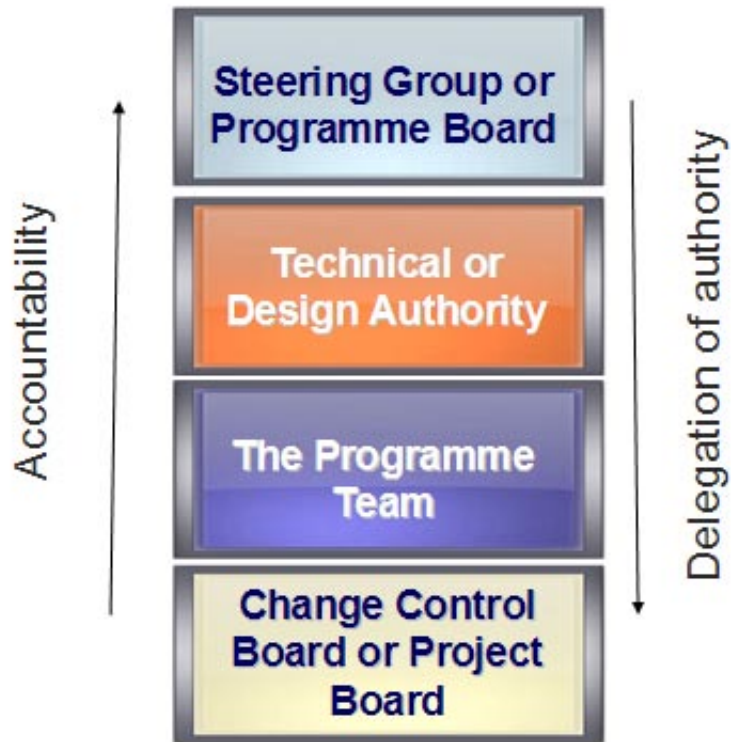 Steering Group or
Programme Board
Technical or
Design Authority
The Programme
Team
Change Control
Board or Project
Board
Accountability
Delegation of authority